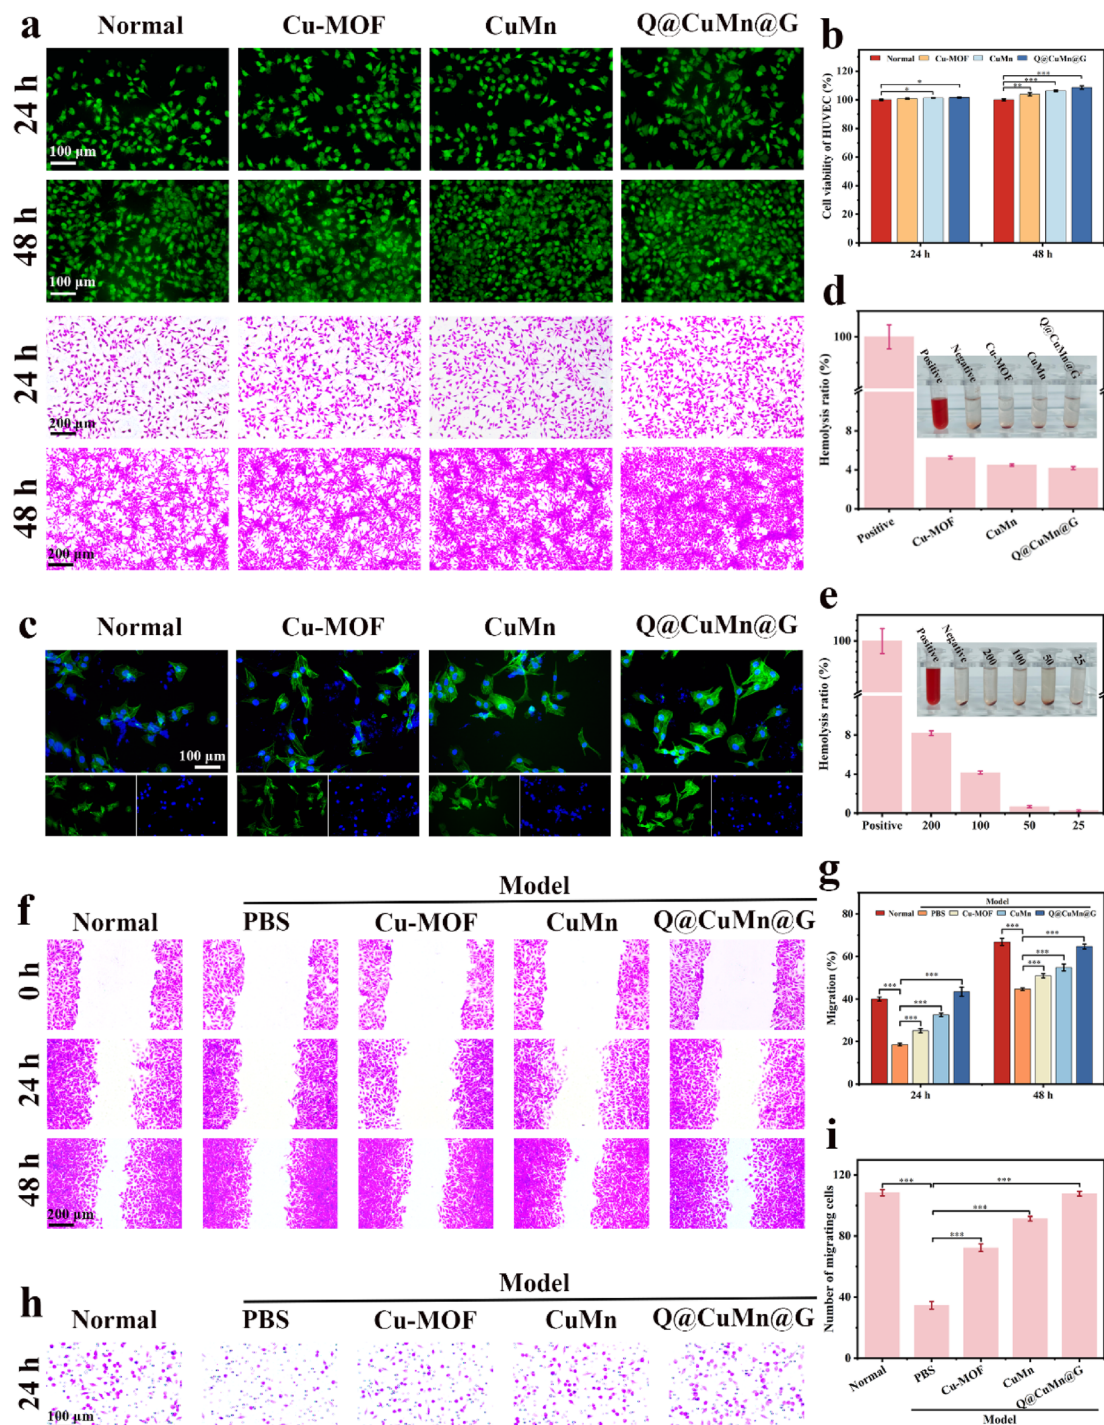 a
Normal
Cu-MOF
CuMn
Q@CuMn@G
24 h
100 μm
48 h
100 μm
24 h
200 μm
48 h
200 μm
b
Normal Cu-MOF CuMn Q@CuMn@G
Cell viability of HUVEC (%)
120
100
80
60
40
20
0
* * ** *** ***
24 h 48 h
c
Normal
Cu-MOF
CuMn
Q@CuMn@G
100 μm
d
Hemolysis ratio (%)
100
8
4
0
Positive
Negative
Cu-MOF
CuMn
Q@CuMn@G
Positive
Cu-MOF
CuMn
Q@CuMn@G
e
Hemolysis ratio (%)
100
8
4
0
Positive
Negative
200
100
50
25
Positive 200 100 50 25
f
Model
Normal
PBS
Cu-MOF
CuMn
Q@CuMn@G
0 h
24 h
48 h
200 μm
g
Model
Normal PBS Cu-MOF CuMn Q@CuMn@G
Migration (%)
80
60
40
20
0
*** *** *** ***
*** *** *** ***
24 h 48 h
h
Model
Normal
PBS
Cu-MOF
CuMn
Q@CuMn@G
24 h
100 μm
i
Number of migrating cells
120
80
40
0
*** *** *** ***
Normal
PBS
Cu-MOF
CuMn
Q@CuMn@G
Model